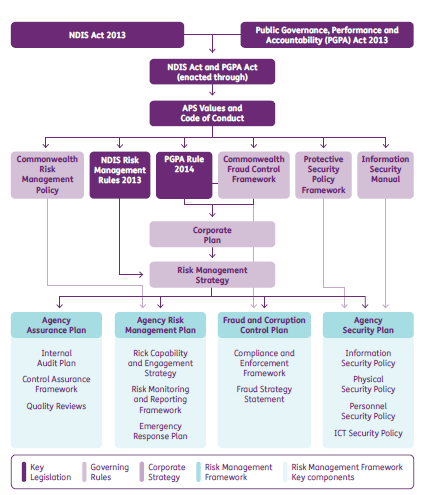 NDIS Act 2013
Public Governance, Performance and
Accountability (PGPA) Act 2013
NDIS Act and PGPA Act
(enacted through)
APS Values and
Code of Conduct
Commonwealth
Risk
Management
Policy
NDIS Risk
Management
Rules 2013
PGPA Rule
2014
Commonwealth
Fraud Control
Framework
Protective
Security
Policy
Framework
Information
Security
Manual
Corporate
Plan
Risk Management
Strategy
Agency
Assurance Plan
Internal
Audit Plan
Control Assurance
Framework
Quality Reviews
Agency Risk
Management Plan
Risk Capability
and Engagement
Strategy
Risk Monitoring
and Reporting
Framework
Emergency
Response Plan
Fraud and Corruption
Control Plan
Compliance and
Enforcement
Framework
Fraud Strategy
Statement
Agency
Security Plan
Information
Security Policy
Physical
Security Policy
Personnel
Security Policy
ICT Security Policy
Key
Legislation
Governing
Rules
Corporate
Strategy
Risk Management
Framework
Risk Management Framework
Key components